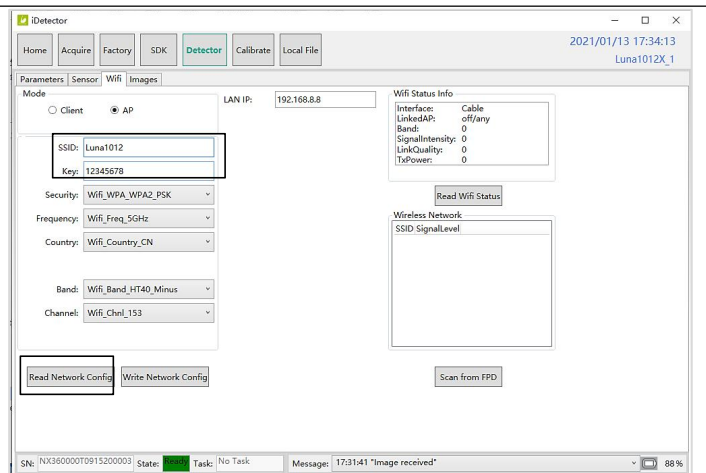 iDetector
Home Acquire Factory SDK Detector Calibrate Local File
2021/01/13 17:34:13
Luna1012X_1
Parameters Sensor Wifi Images
Mode
Client AP
LAN IP: 192.168.8.8
SSID: Luna1012
Key: 12345678
Security: Wifi_WPA_WPA2_PSK
Frequency: Wifi_Freq_5GHz
Country: Wifi_Country_CN
Band: Wifi_Band_HT40_Minus
Channel: Wifi_Chnl_153
Read Network Config Write Network Config
Wifi Status Info
Interface: Cable
LinkedAP: off/any
Band: 0
SignalIntensity: 0
LinkQuality: 0
TxPower: 0
Read Wifi Status
Wireless Network
SSID SignalLevel
Scan from FPD
SN: NX360000T0915200003 State: Ready Task: No Task Message: 17:31:41 "Image received" 88%